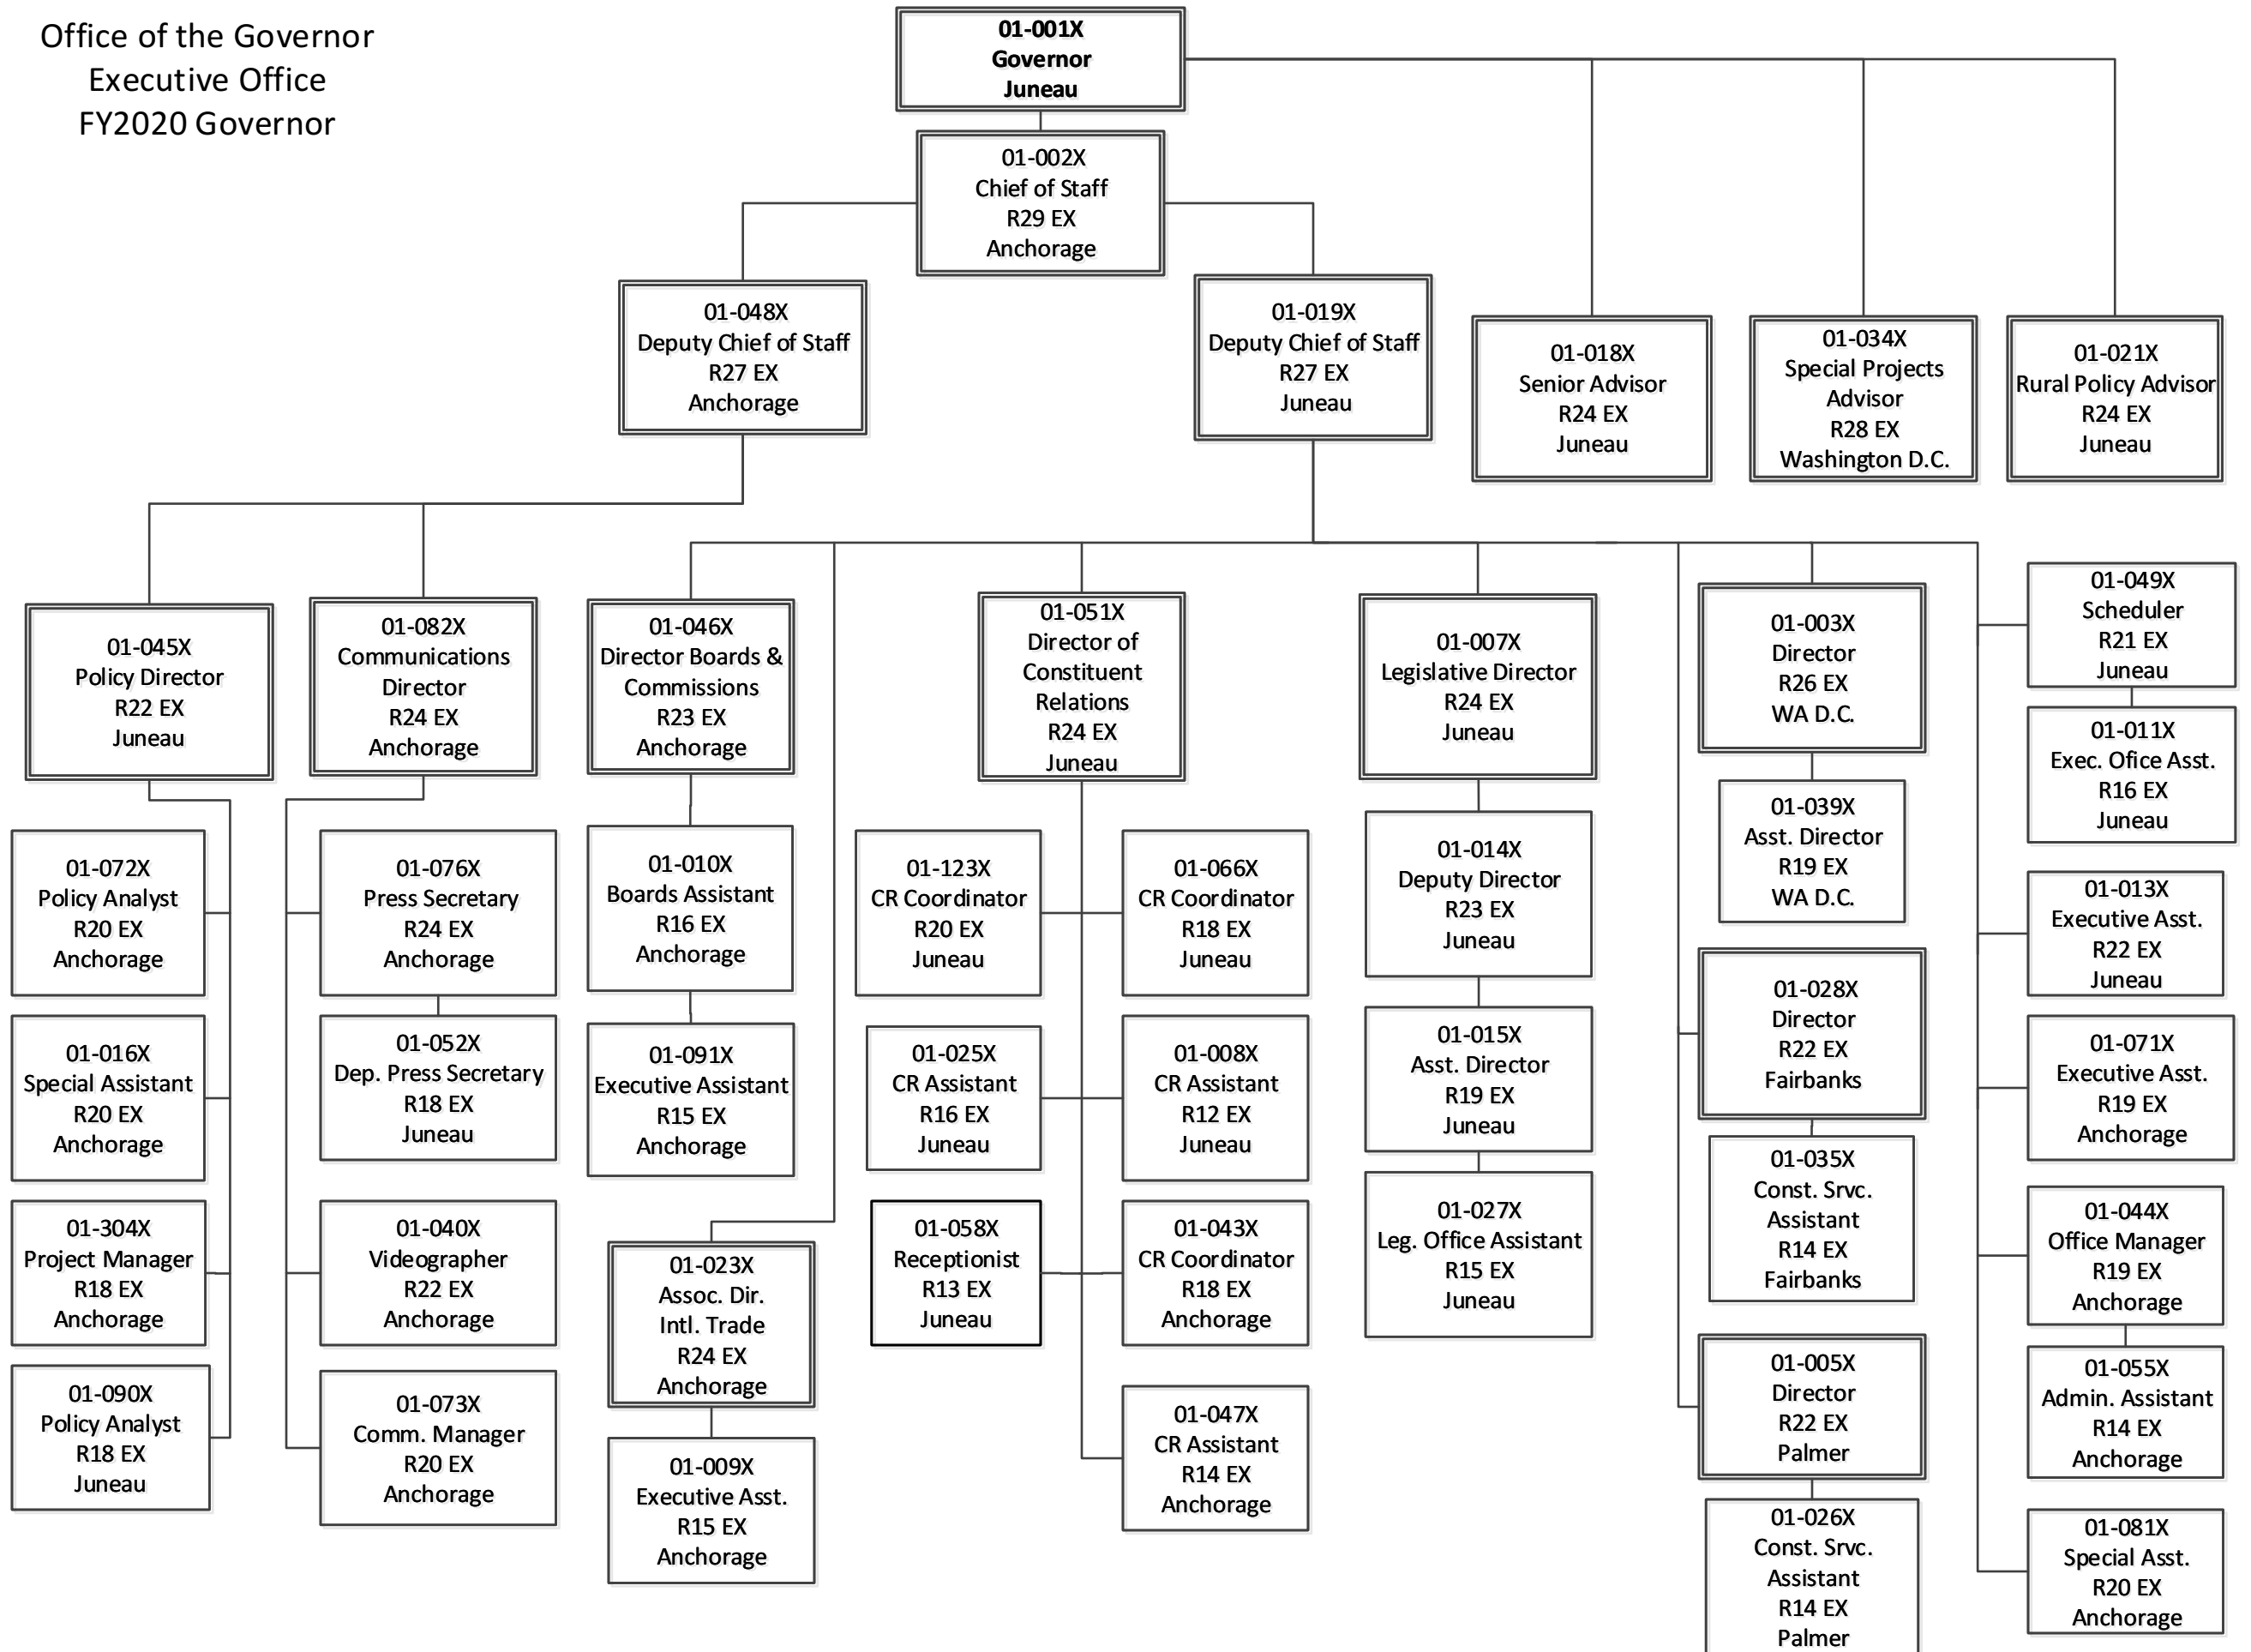 Office of the Governor
Executive Office
FY2020 Governor
01-001X
Governor
Juneau
01-002X
Chief of Staff
R29 EX
Anchorage
01-048X
Deputy Chief of Staff
R27 EX
Anchorage
01-019X
Deputy Chief of Staff
R27 EX
Juneau
01-018X
Senior Advisor
R24 EX
Juneau
01-034X
Special Projects
Advisor
R28 EX
Washington D.C.
01-021X
Rural Policy Advisor
R24 EX
Juneau
01-045X
Policy Director
R22 EX
Juneau
01-082X
Communications
Director
R24 EX
Anchorage
01-046X
Director Boards &
Commissions
R23 EX
Anchorage
01-051X
Director of
Constituent
Relations
R24 EX
Juneau
01-007X
Legislative Director
R24 EX
Juneau
01-003X
Director
R26 EX
WA D.C.
01-049X
Scheduler
R21 EX
Juneau
01-011X
Exec. Ofice Asst.
R16 EX
Juneau
01-072X
Policy Analyst
R20 EX
Anchorage
01-076X
Press Secretary
R24 EX
Anchorage
01-010X
Boards Assistant
R16 EX
Anchorage
01-123X
CR Coordinator
R20 EX
Juneau
01-066X
CR Coordinator
R18 EX
Juneau
01-014X
Deputy Director
R23 EX
Juneau
01-039X
Asst. Director
R19 EX
WA D.C.
01-013X
Executive Asst.
R22 EX
Juneau
01-016X
Special Assistant
R20 EX
Anchorage
01-052X
Dep. Press Secretary
R18 EX
Juneau
01-091X
Executive Assistant
R15 EX
Anchorage
01-025X
CR Assistant
R16 EX
Juneau
01-008X
CR Assistant
R12 EX
Juneau
01-015X
Asst. Director
R19 EX
Juneau
01-028X
Director
R22 EX
Fairbanks
01-071X
Executive Asst.
R19 EX
Anchorage
01-035X
Const. Srvc.
Assistant
R14 EX
Fairbanks
01-304X
Project Manager
R18 EX
Anchorage
01-040X
Videographer
R22 EX
Anchorage
01-023X
Assoc. Dir.
Intl. Trade
R24 EX
Anchorage
01-058X
Receptionist
R13 EX
Juneau
01-043X
CR Coordinator
R18 EX
Anchorage
01-027X
Leg. Office Assistant
R15 EX
Juneau
01-044X
Office Manager
R19 EX
Anchorage
01-090X
Policy Analyst
R18 EX
Juneau
01-073X
Comm. Manager
R20 EX
Anchorage
01-009X
Executive Asst.
R15 EX
Anchorage
01-047X
CR Assistant
R14 EX
Anchorage
01-005X
Director
R22 EX
Palmer
01-055X
Admin. Assistant
R14 EX
Anchorage
01-026X
Const. Srvc.
Assistant
R14 EX
Palmer
01-081X
Special Asst.
R20 EX
Anchorage